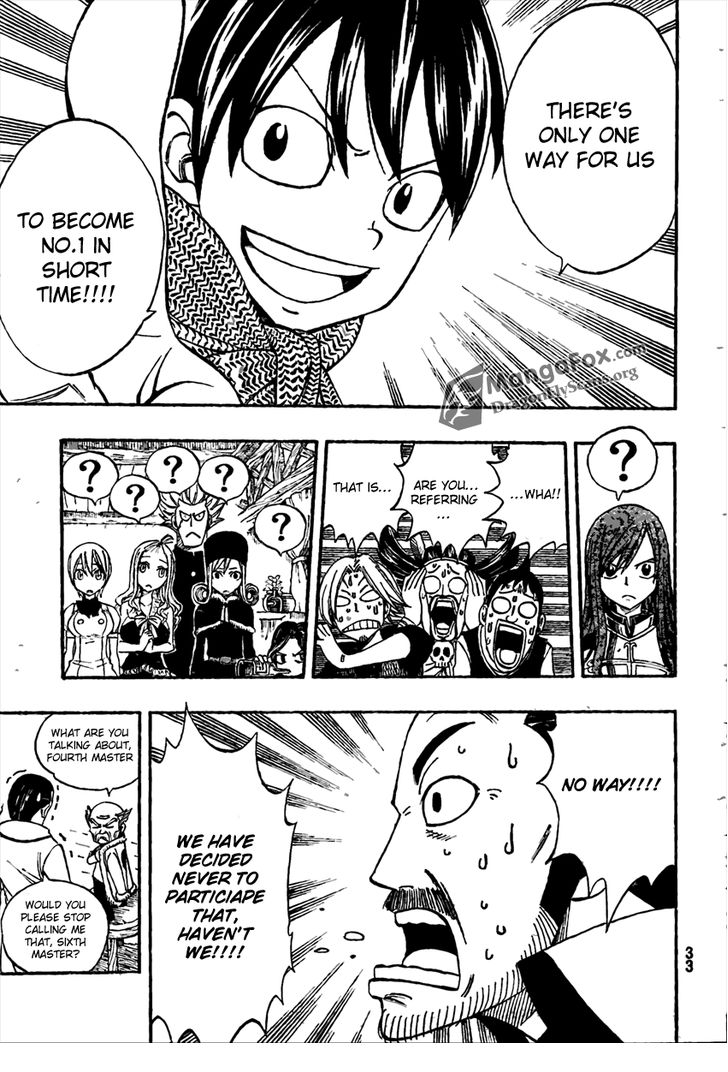 THERE'S
ONLY ONE
WAY FOR US
TO BECOME
NO.1 IN
SHORT
TIME!!!!
MangaFox.com
DragonFlyScans.org
?
...WHA!!
ARE YOU...
REFERRING
...
THAT IS...
?
?
?
?
?
NO WAY!!!!
WE HAVE
DECIDED
NEVER TO
PARTICIAPE
THAT,
HAVEN'T
WE!!!!
WHAT ARE YOU
TALKING ABOUT,
FOURTH MASTER
WOULD YOU
PLEASE STOP
CALLING ME
THAT, SIXTH
MASTER?
33